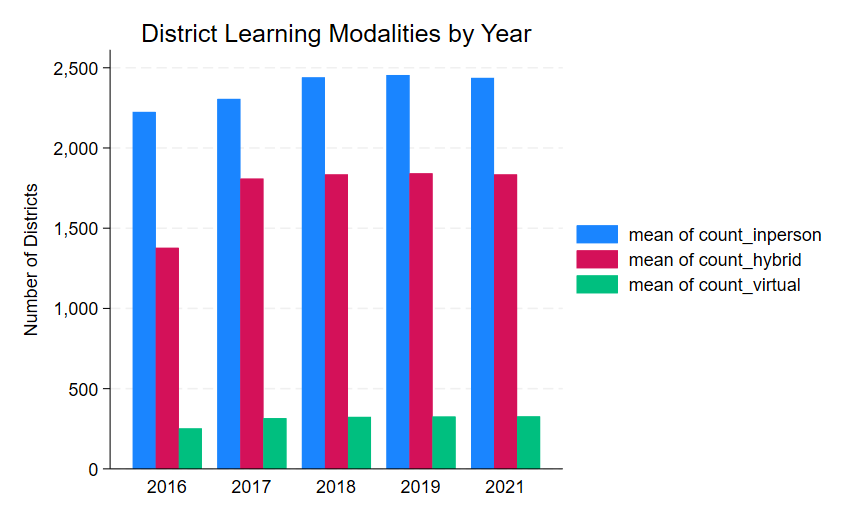 District Learning Modalities by Year
Number of Districts
2,500
2,000
1,500
1,000
500
0
2016 2017 2018 2019 2021
mean of count_inperson
mean of count_hybrid
mean of count_virtual